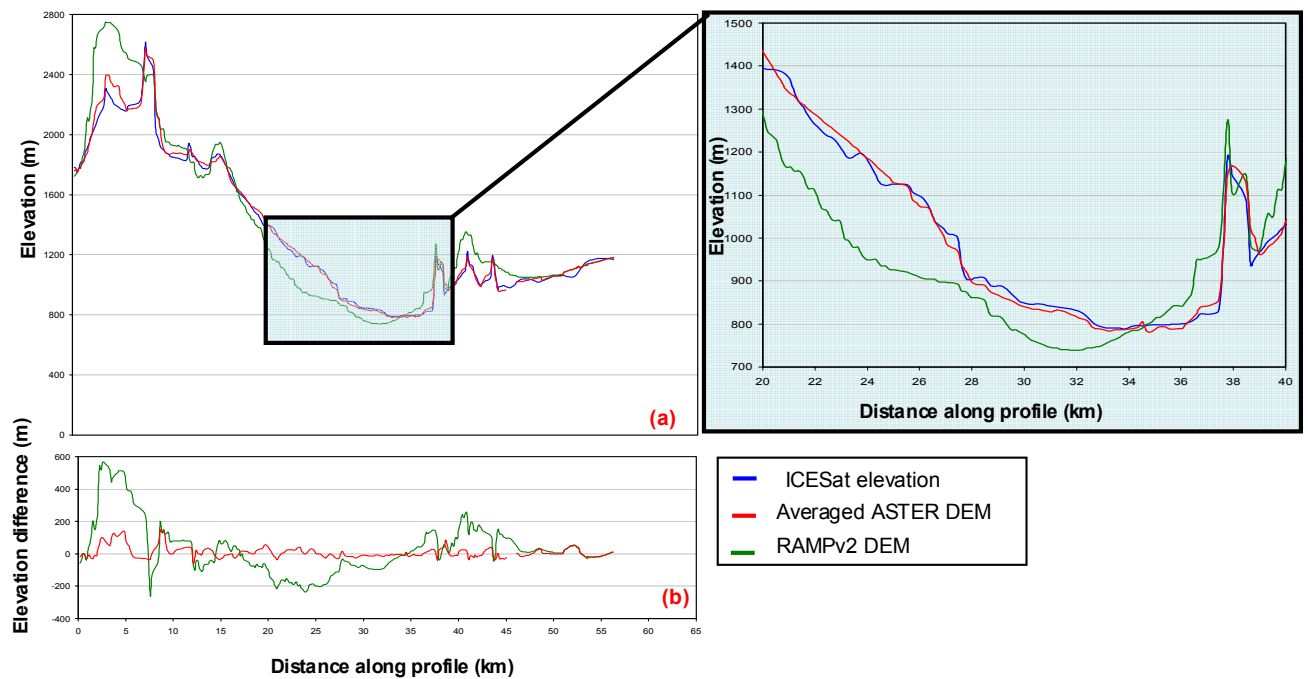 2800
2400
2000
1600
1200
800
400
0
Elevation (m)
(a)
1500
1400
1300
1200
1100
1000
900
800
700
Elevation (m)
20 22 24 26 28 30 32 34 36 38 40
Distance along profile (km)
600
400
200
0
-200
-400
Elevation difference (m)
(b)
0 5 10 15 20 25 30 35 40 45 50 55 60 65
Distance along profile (km)
ICESat elevation
Averaged ASTER DEM
RAMPv2 DEM